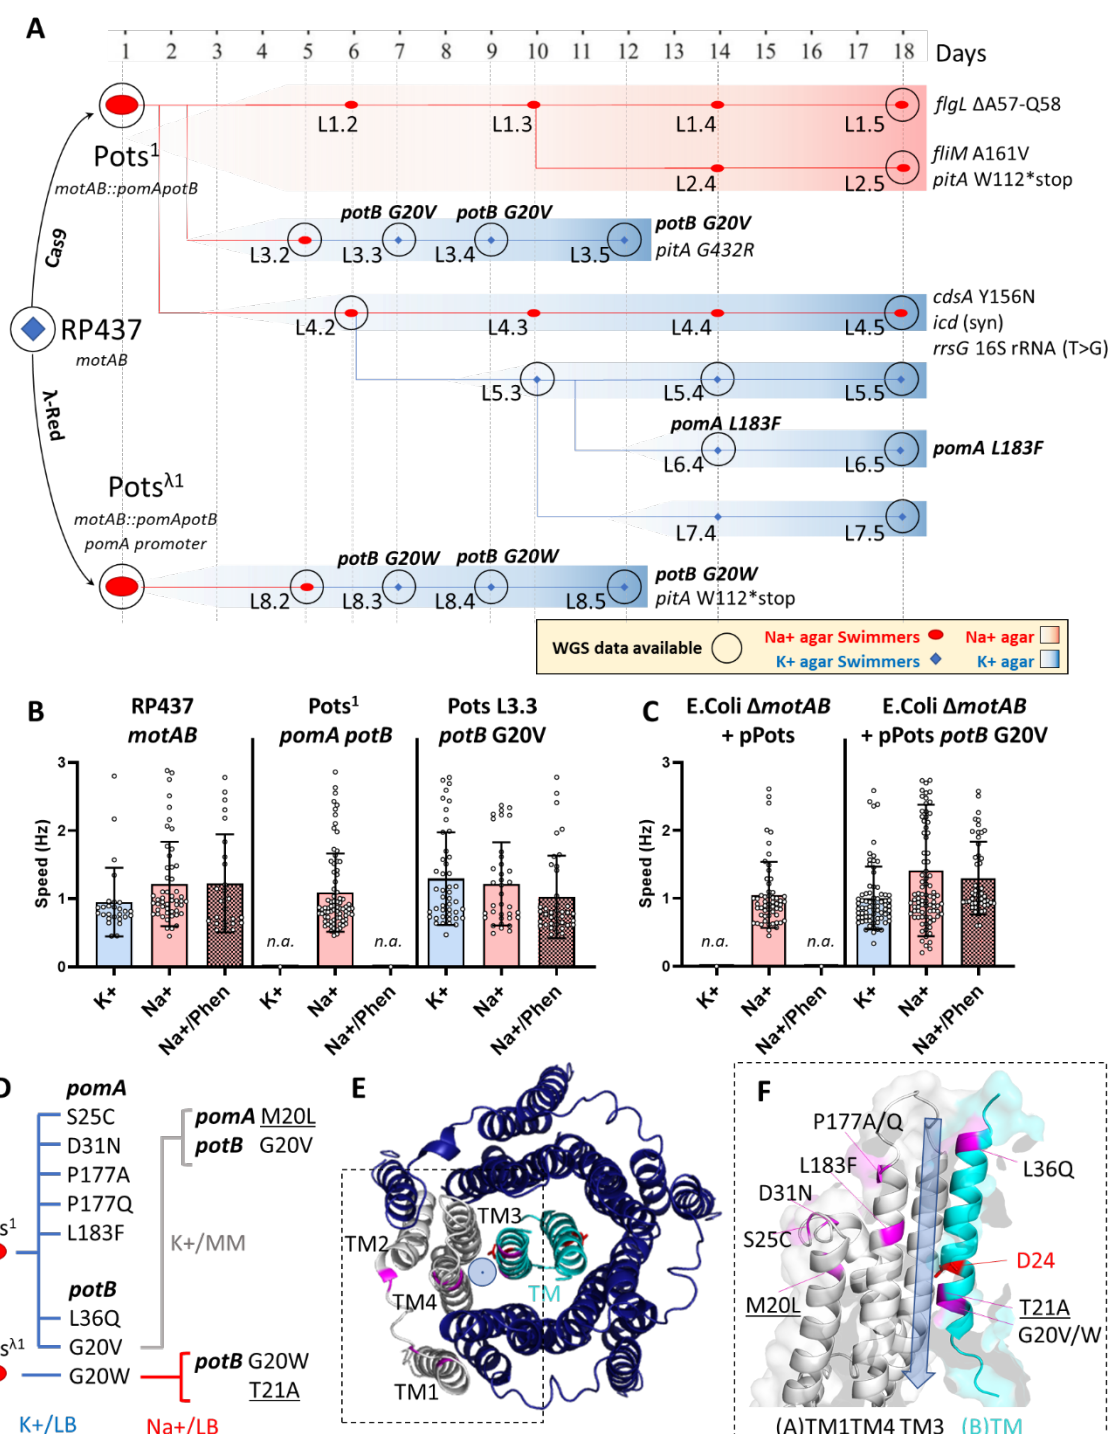 A
1 2 3 4 5 6 7 8 9 10 11 12 13 14 15 16 17 18 Days
L1.2 L1.3 L1.4 L1.5 flgL ΔA57-Q58
Pots1
motAB::pomApotB
L2.4 L2.5
fliM A161V
pitA W112*stop
Cas9
potB G20V potB G20V potB G20V
L3.2 L3.3 L3.4 L3.5 pitA G432R
RP437
motAB
L4.2 L4.3 L4.4 L4.5
cdsA Y156N
icd (syn)
rrsG 16S rRNA (T>G)
L5.3 L5.4 L5.5
λ-Red
pomA L183F
L6.4 L6.5 pomA L183F
Potsλ1
motAB::pomApotB
pomA promoter
L7.4 L7.5
potB G20W potB G20W potB G20W
L8.2 L8.3 L8.4 L8.5 pitA W112*stop
WGS data available
Na+ agar Swimmers Na+ agar
K+ agar Swimmers K+ agar
B
RP437
motAB
Pots1
pomA potB
Pots L3.3
potB G20V
Speed (Hz)
3
2
1
0
n.a. n.a.
K+ Na+ Na+/Phen K+ Na+ Na+/Phen K+ Na+ Na+/Phen
C
E.Coli ΔmotAB
+ pPots
E.Coli ΔmotAB
+ pPots potB G20V
Speed (Hz)
3
2
1
0
n.a. n.a.
K+ Na+ Na+/Phen K+ Na+ Na+/Phen
D
pomA
S25C
D31N
P177A
P177Q
L183F
potB
L36Q
G20V
G20W
s1
sλ1
pomA M20L
potB G20V
K+/MM
potB G20W
T21A
K+/LB Na+/LB
E
TM2
TM3
TM4
TM
TM1
F
P177A/Q
L183F
D31N
S25C
M20L
L36Q
D24
T21A
G20V/W
(A)TM1TM4 TM3 (B)TM